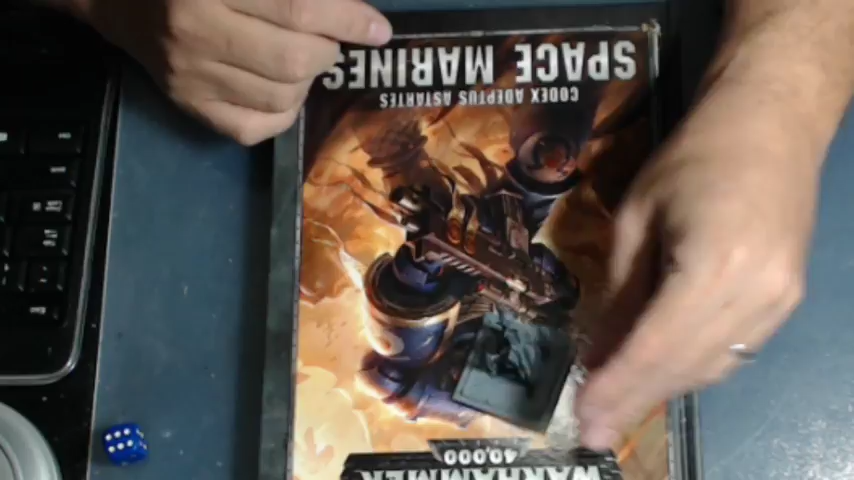 WARHAMMER
40,000
CODEX ADEPTUS ASTARTES
SPACE MARINES